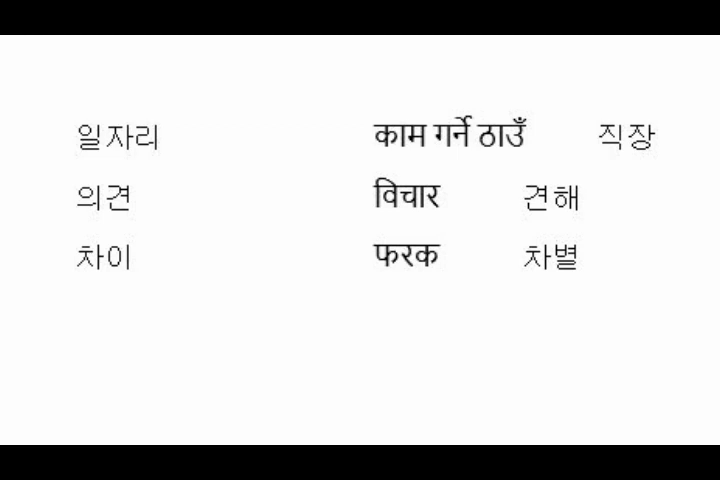 일자리 काम गर्ने ठाउँ 직장
의견 विचार 견해
차이 फरक 차별